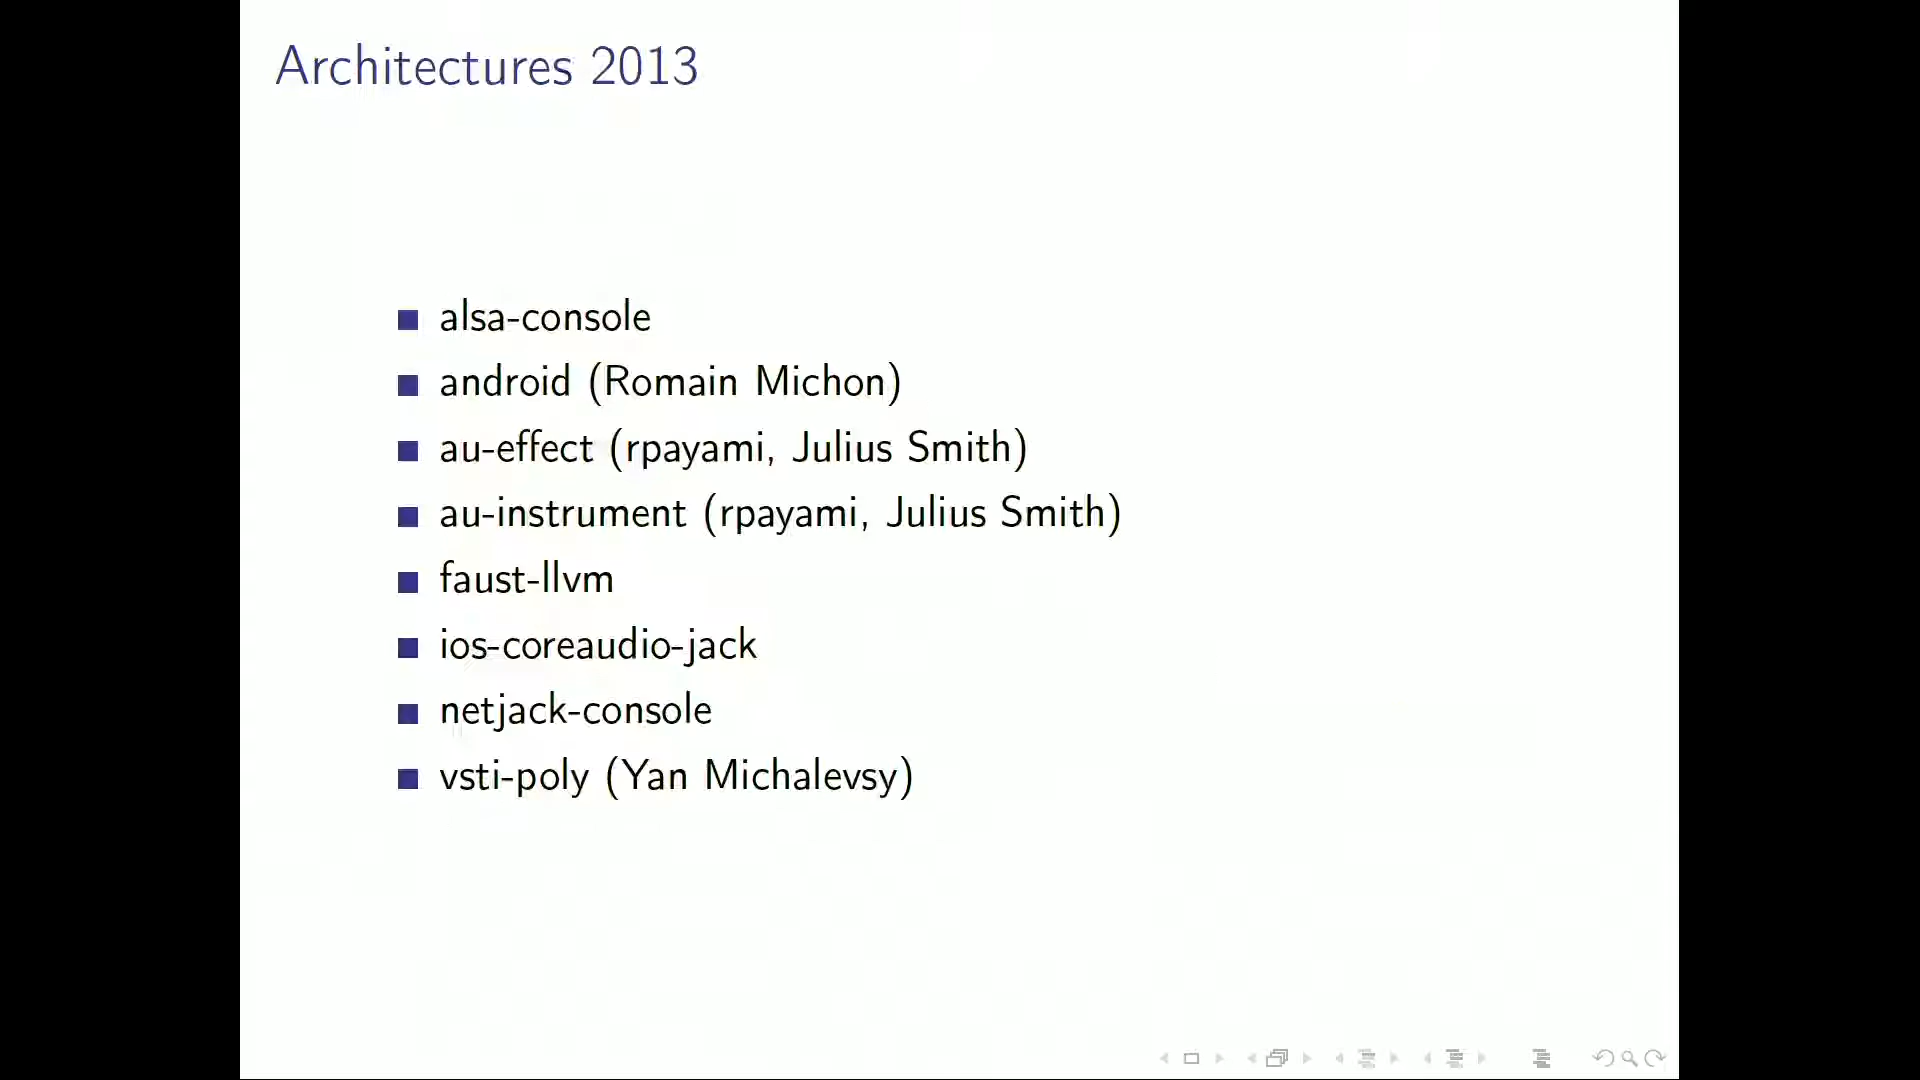 Architectures 2013
alsa-console
android (Romain Michon)
au-effect (rpayami, Julius Smith)
au-instrument (rpayami, Julius Smith)
faust-llvm
ios-coreaudio-jack
netjack-console
vsti-poly (Yan Michalevsy)